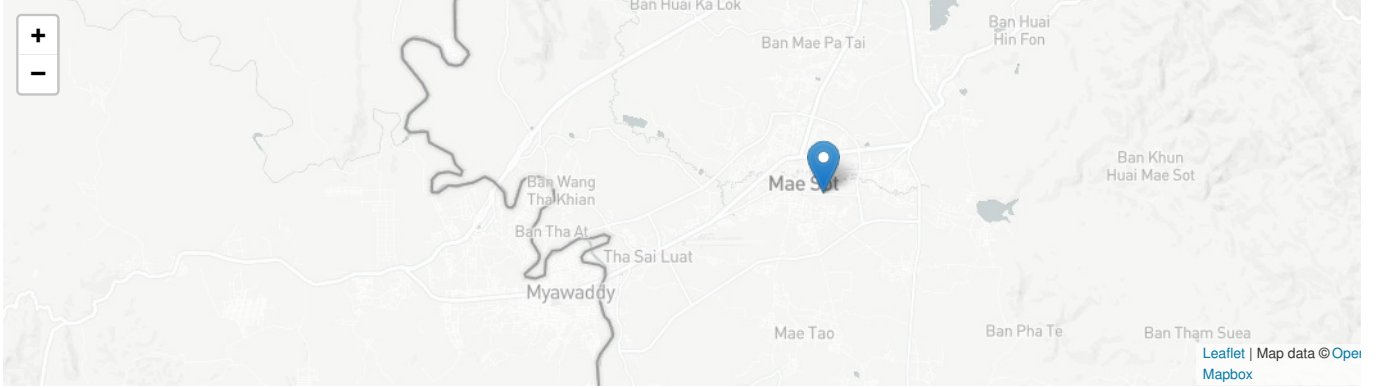 Ban Huai Ka Lok
+
−
Ban Huai
Hin Fon
Ban Mae Pa Tai
Ban Khun
Huai Mae Sot
Ban Wang
Tha Khian
Mae Sot
Ban Tha At
Tha Sai Luat
Myawaddy
Mae Tao
Ban Pha Te
Ban Tham Suea
Leaflet | Map data © Open
Mapbox